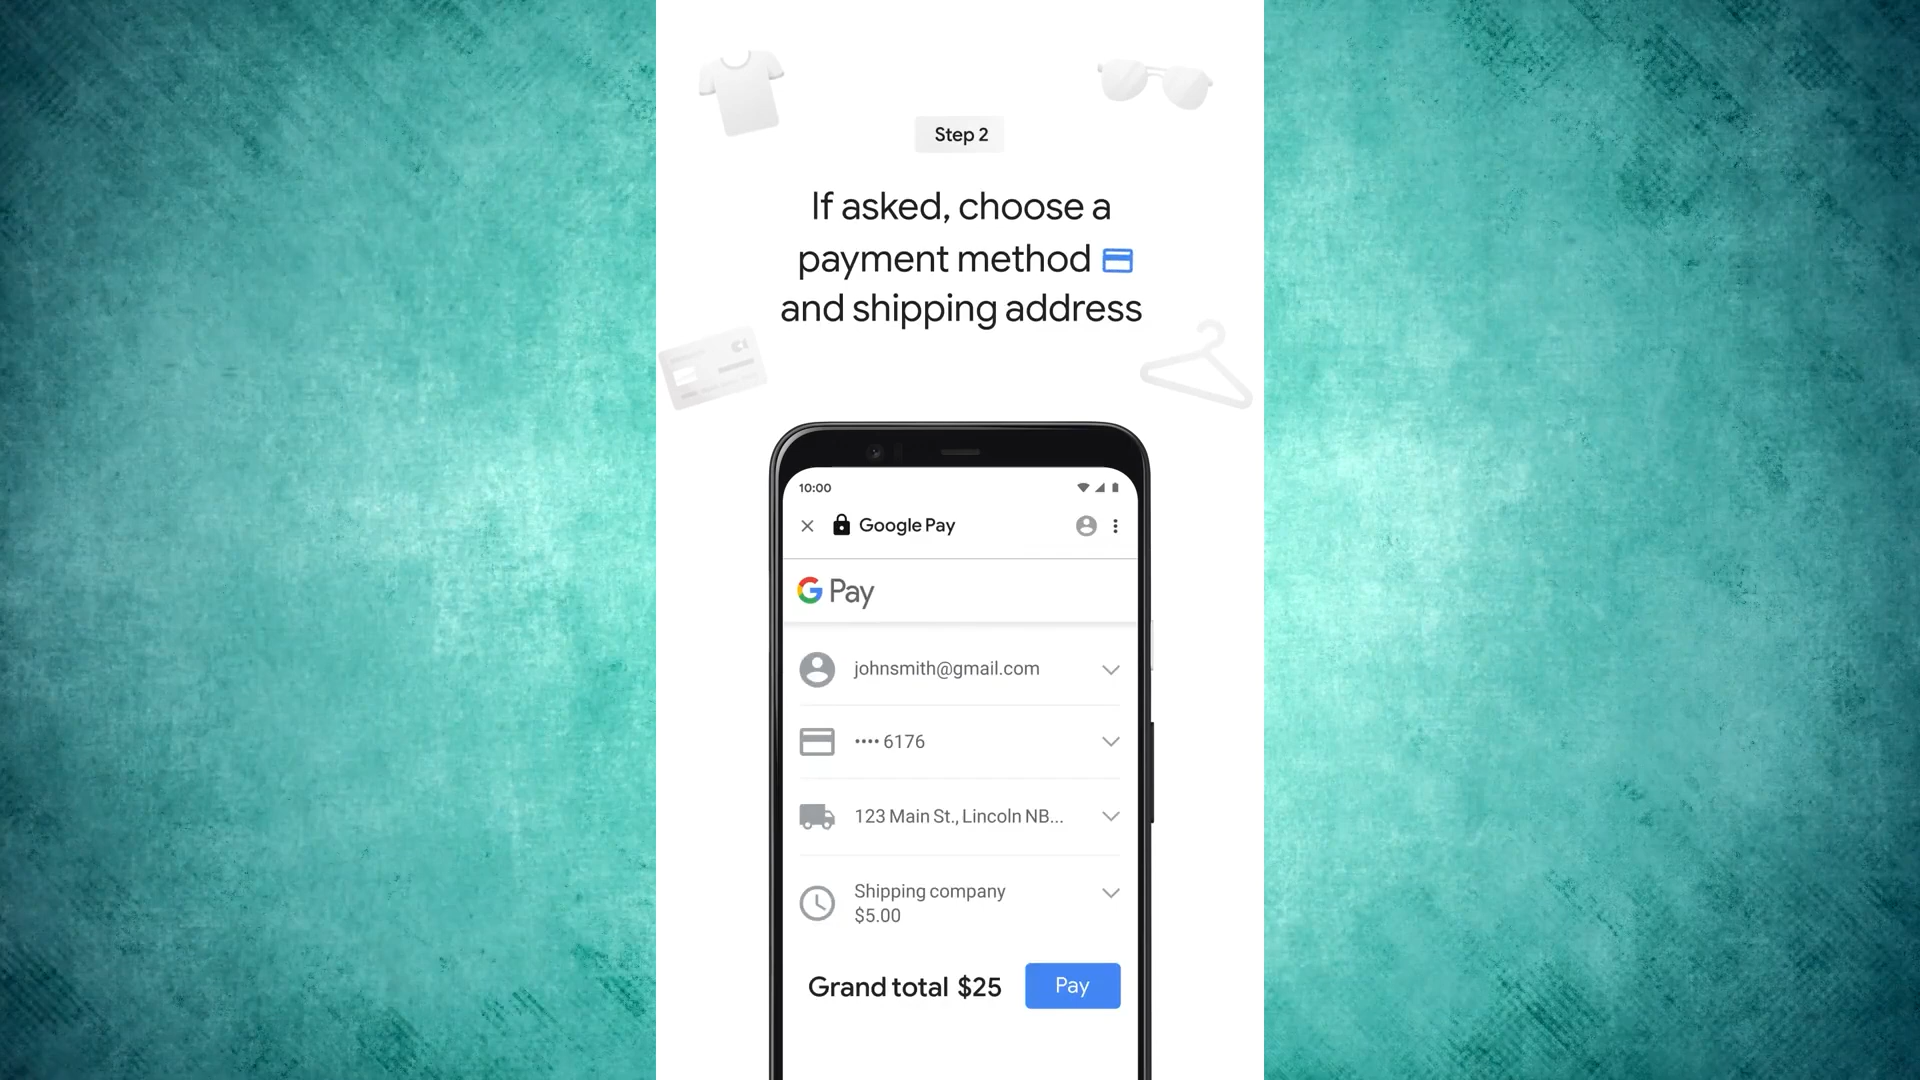 Step 2
If asked, choose a
payment method
and shipping address
10:00
Google Pay
G Pay
johnsmith@gmail.com
•••• 6176
123 Main St., Lincoln NB...
Shipping company
$5.00
Grand total $25
Pay